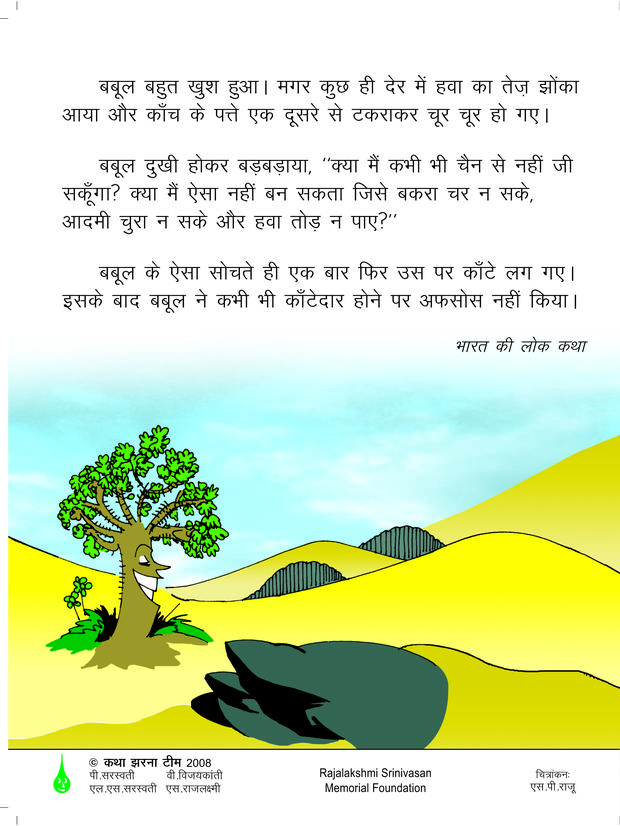 बबूल बहुत खुश हुआ। मगर कुछ ही देर में हवा का तेज़ झोंका
आया और काँच के पत्ते एक दूसरे से टकराकर चूर चूर हो गए।
बबूल दुखी होकर बड़बड़ाया, ''क्या मैं कभी भी चैन से नहीं जी
सकूँगा? क्या मैं ऐसा नहीं बन सकता जिसे बकरा चर न सके,
आदमी चुरा न सके और हवा तोड़ न पाए?''
बबूल के ऐसा सोचते ही एक बार फिर उस पर काँटे लग गए।
इसके बाद बबूल ने कभी भी काँटेदार होने पर अफसोस नहीं किया।
भारत की लोक कथा
© कथा झरना टीम 2008
पी.सरस्वती वी.विजयकांती
एल.एस.सरस्वती एस.राजलक्ष्मी
Rajalakshmi Srinivasan
Memorial Foundation
चित्रांकनः
एस.पी.राजू